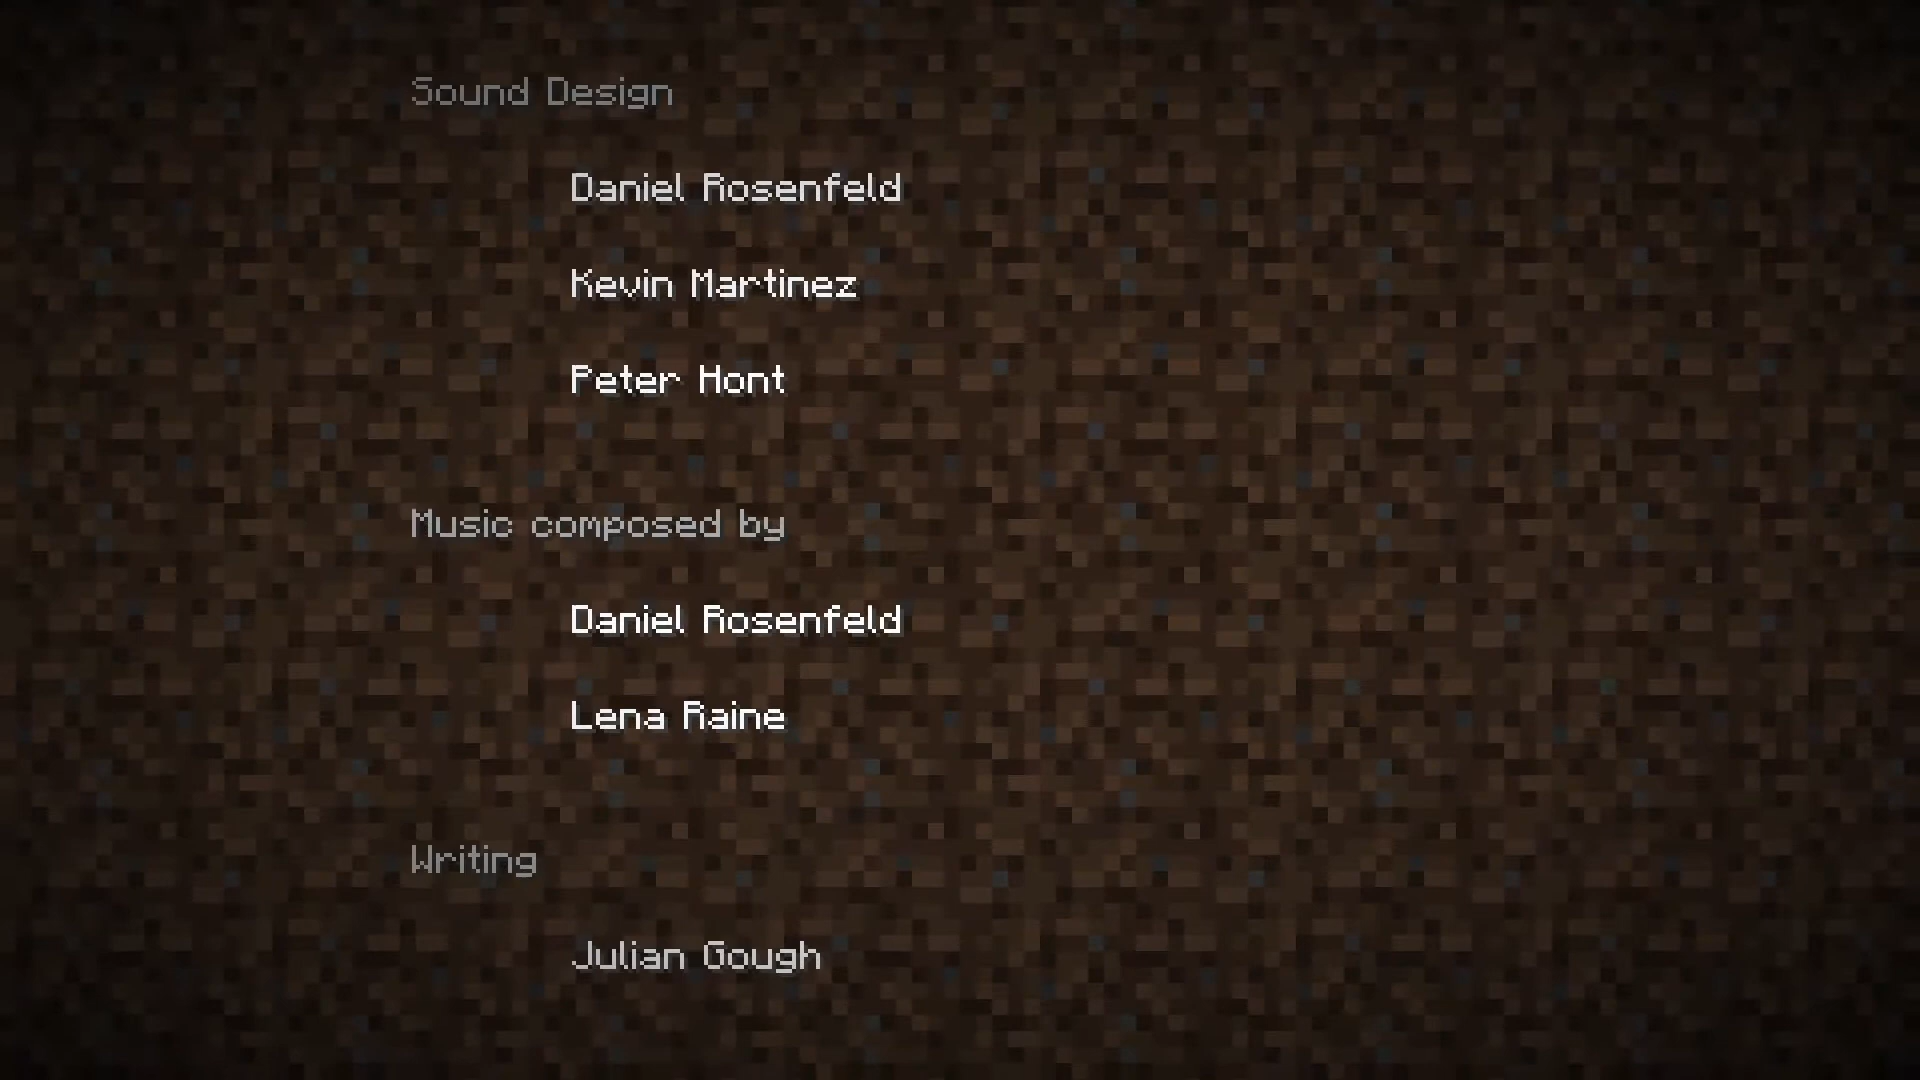 Sound Design
Daniel Rosenfeld
Kevin Martinez
Peter Hont
Music composed by
Daniel Rosenfeld
Lena Raine
Writing
Julian Gough